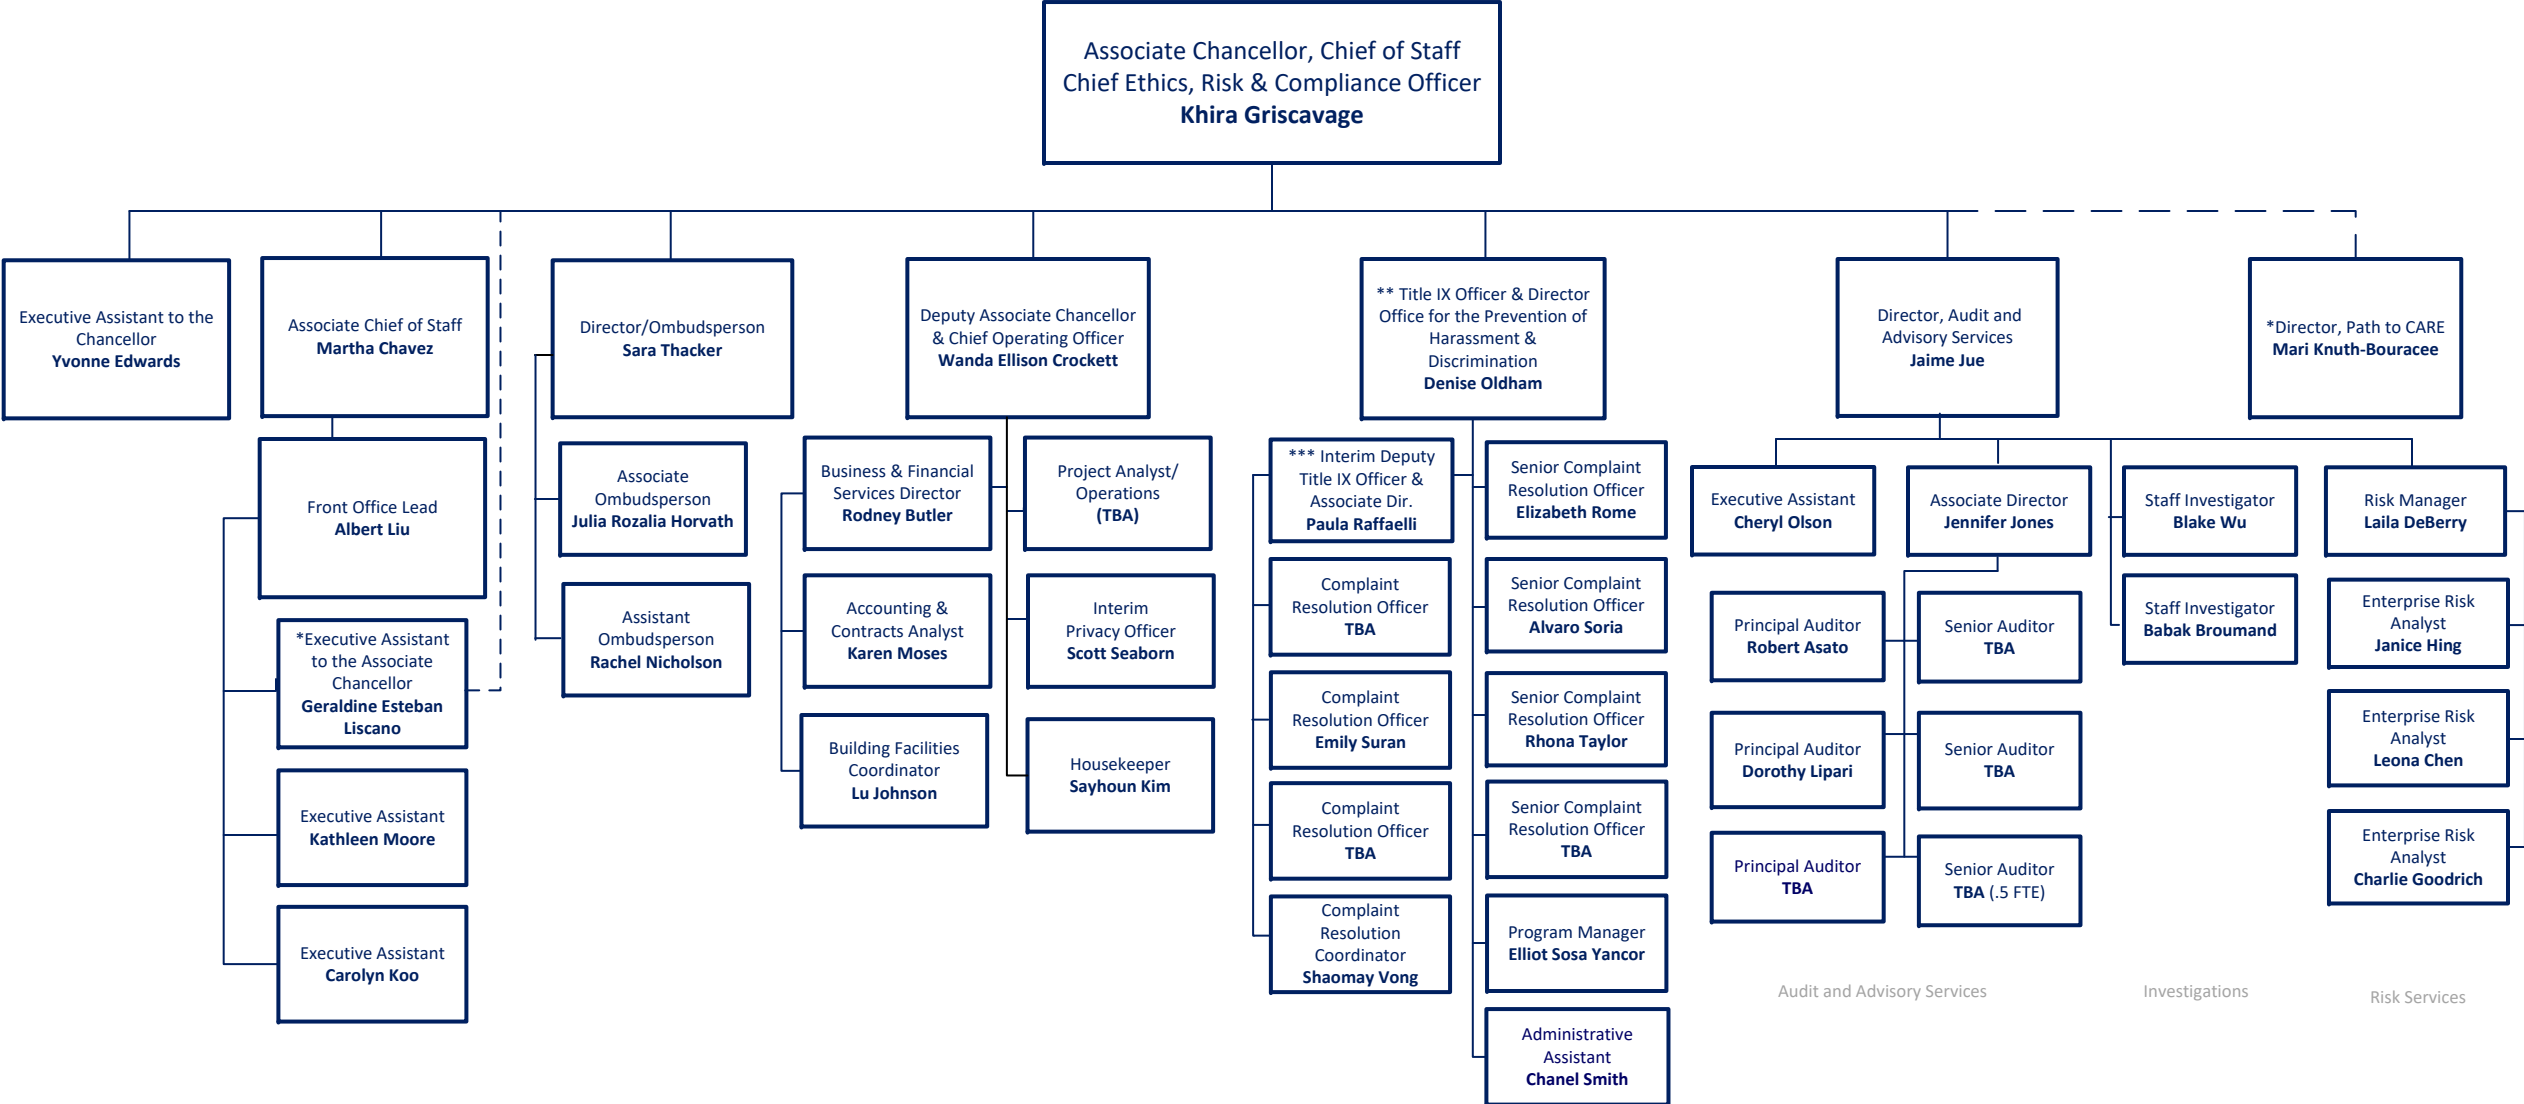 Associate Chancellor, Chief of Staff
Chief Ethics, Risk & Compliance Officer
Khira Griscavage
Executive Assistant to the
Chancellor
Yvonne Edwards
Associate Chief of Staff
Martha Chavez
Director/Ombudsperson
Sara Thacker
Deputy Associate Chancellor
& Chief Operating Officer
Wanda Ellison Crockett
** Title IX Officer & Director
Office for the Prevention of
Harassment &
Discrimination
Denise Oldham
Director, Audit and
Advisory Services
Jaime Jue
*Director, Path to CARE
Mari Knuth-Bouracee
Front Office Lead
Albert Liu
*Executive Assistant
to the Associate
Chancellor
Geraldine Esteban
Liscano
Executive Assistant
Kathleen Moore
Executive Assistant
Carolyn Koo
Associate
Ombudsperson
Julia Rozalia Horvath
Assistant
Ombudsperson
Rachel Nicholson
Business & Financial
Services Director
Rodney Butler
Accounting &
Contracts Analyst
Karen Moses
Building Facilities
Coordinator
Lu Johnson
Project Analyst/
Operations
(TBA)
Interim
Privacy Officer
Scott Seaborn
Housekeeper
Sayhoun Kim
*** Interim Deputy
Title IX Officer &
Associate Dir.
Paula Raffaelli
Complaint
Resolution Officer
TBA
Complaint
Resolution Officer
Emily Suran
Complaint
Resolution Officer
TBA
Complaint
Resolution
Coordinator
Shaomay Vong
Senior Complaint
Resolution Officer
Elizabeth Rome
Senior Complaint
Resolution Officer
Alvaro Soria
Senior Complaint
Resolution Officer
Rhona Taylor
Senior Complaint
Resolution Officer
TBA
Program Manager
Elliot Sosa Yancor
Administrative
Assistant
Chanel Smith
Executive Assistant
Cheryl Olson
Associate Director
Jennifer Jones
Principal Auditor
Robert Asato
Principal Auditor
Dorothy Lipari
Principal Auditor
TBA
Senior Auditor
TBA
Senior Auditor
TBA
Senior Auditor
TBA (.5 FTE)
Staff Investigator
Blake Wu
Staff Investigator
Babak Broumand
Risk Manager
Laila DeBerry
Enterprise Risk
Analyst
Janice Hing
Enterprise Risk
Analyst
Leona Chen
Enterprise Risk
Analyst
Charlie Goodrich
Audit and Advisory Services
Investigations
Risk Services